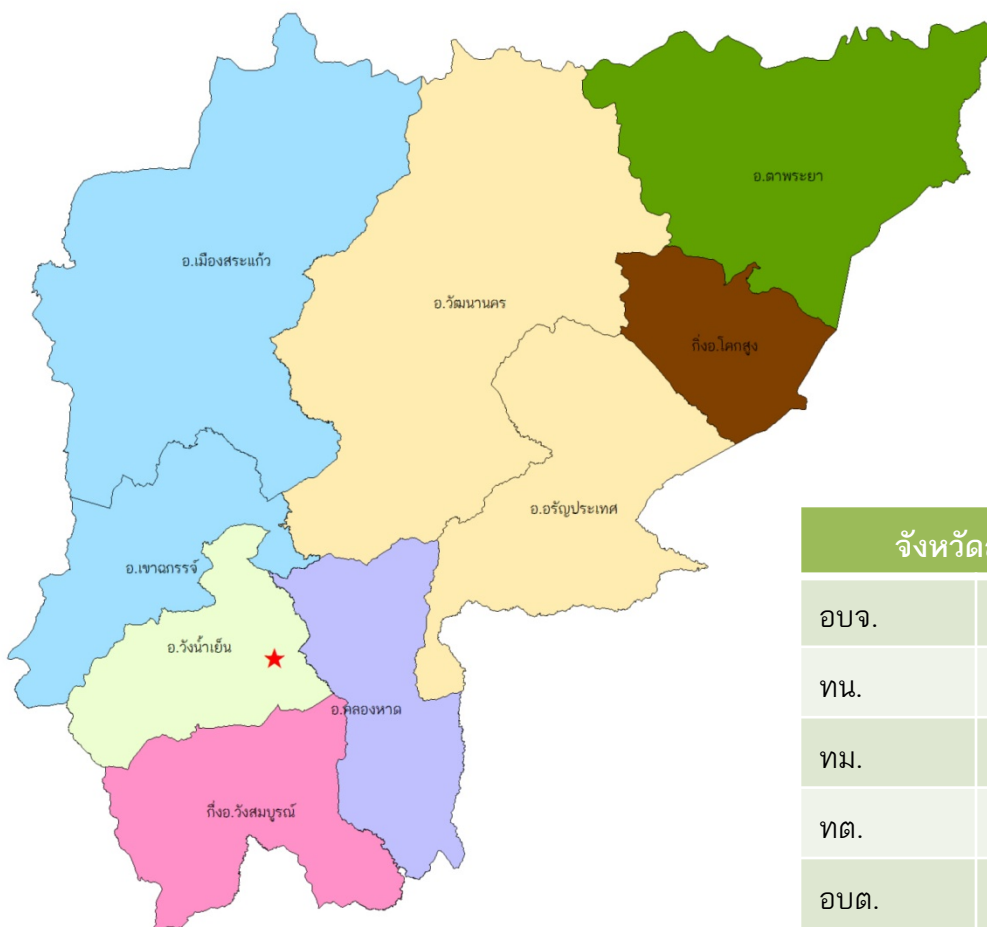 อ.ตาพระยา
อ.เมืองสระแก้ว
อ.วัฒนานคร
กิ่งอ.โคกสูง
อ.อรัญประเทศ
อ.เขาฉกรรจ์
อ.วังน้ำเย็น
อ.คลองหาด
กิ่งอ.วังสมบูรณ์
จังหวัด
อบจ.
ทน.
ทม.
ทต.
อบต.